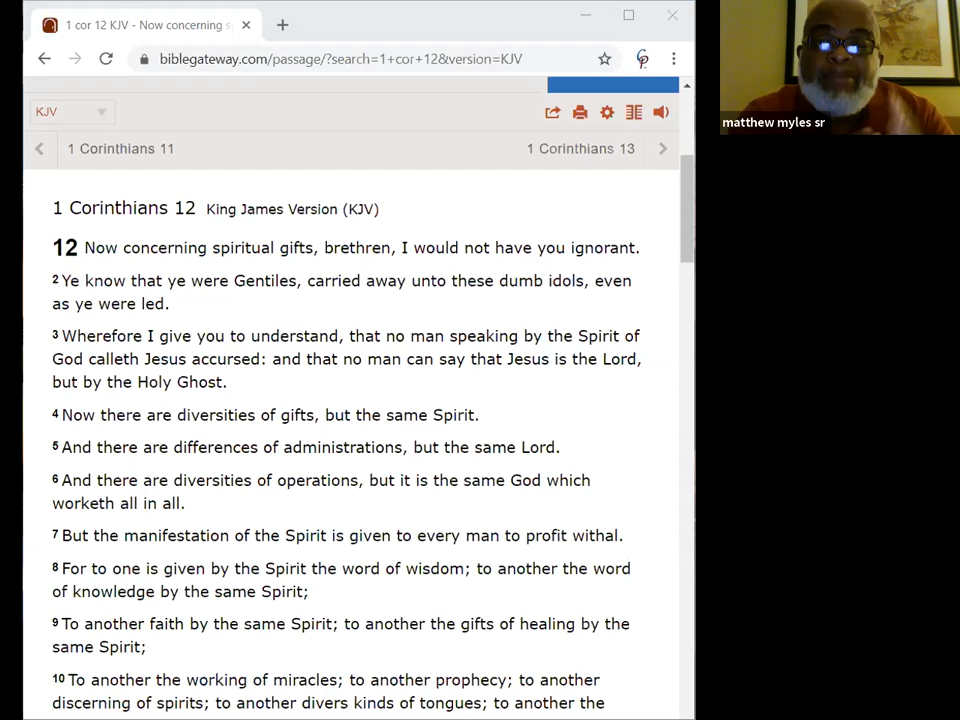 1 cor 12 KJV - Now concerning s
biblegateway.com/passage/?search=1+cor+12&version=KJV
matthew myles sr
KJV
1 Corinthians 11
1 Corinthians 13
1 Corinthians 12 King James Version (KJV)
12 Now concerning spiritual gifts, brethren, I would not have you ignorant.
2 Ye know that ye were Gentiles, carried away unto these dumb idols, even
as ye were led.
3 Wherefore I give you to understand, that no man speaking by the Spirit of
God calleth Jesus accursed: and that no man can say that Jesus is the Lord,
but by the Holy Ghost.
4 Now there are diversities of gifts, but the same Spirit.
5 And there are differences of administrations, but the same Lord.
6 And there are diversities of operations, but it is the same God which
worketh all in all.
7 But the manifestation of the Spirit is given to every man to profit withal.
8 For to one is given by the Spirit the word of wisdom; to another the word
of knowledge by the same Spirit;
9 To another faith by the same Spirit; to another the gifts of healing by the
same Spirit;
10 To another the working of miracles; to another prophecy; to another
discerning of spirits; to another divers kinds of tongues; to another the